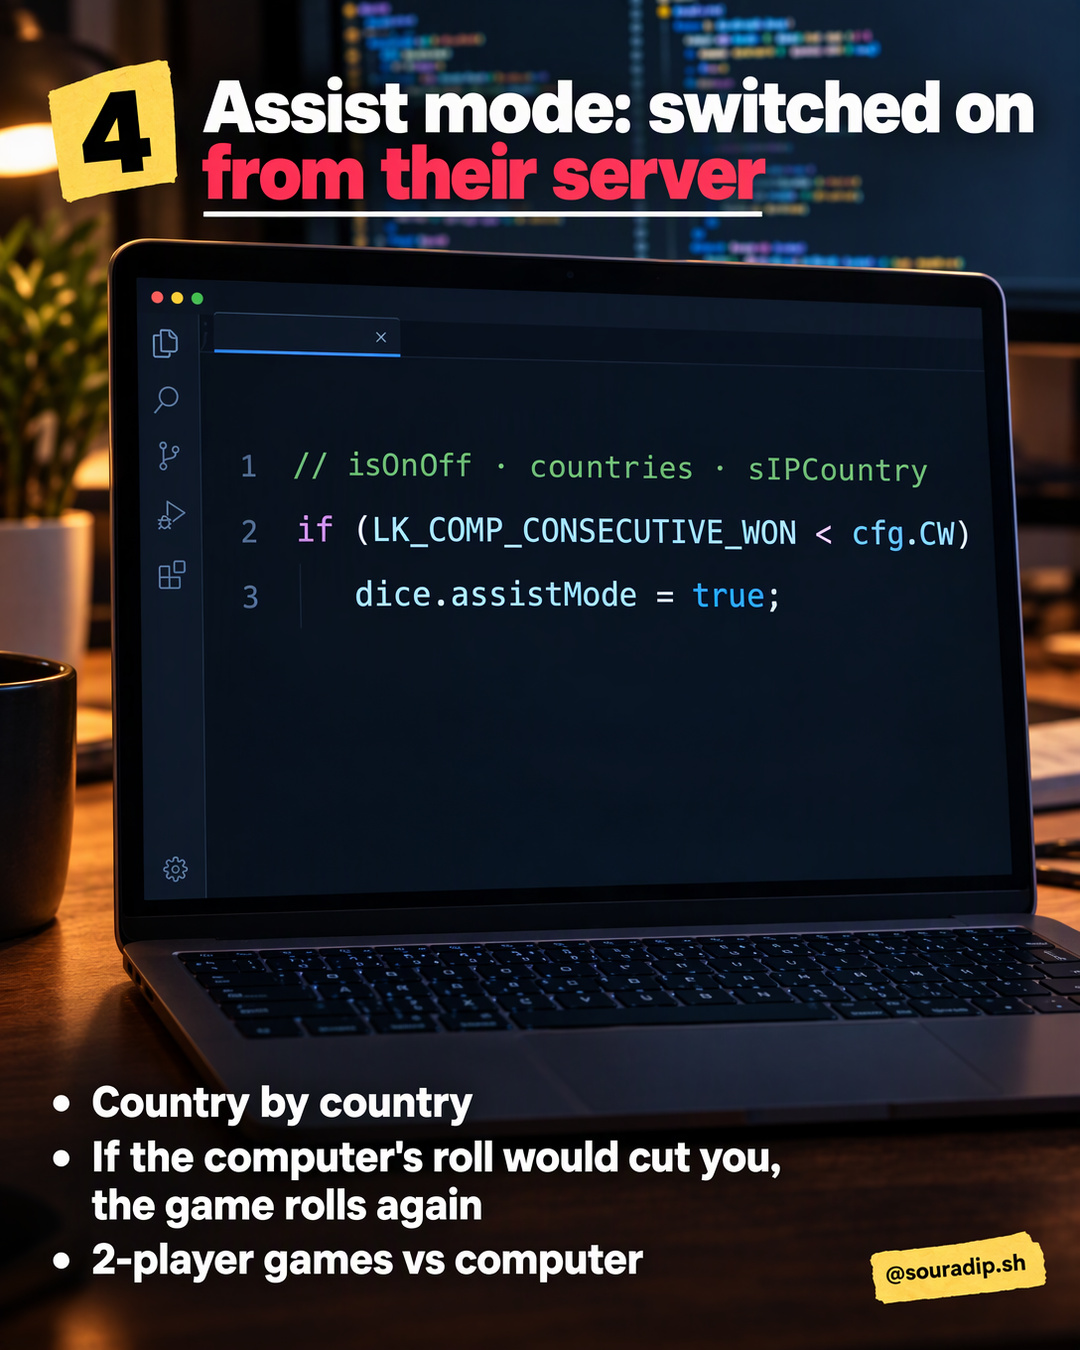 4
Assist mode: switched on
from their server
1 // isOnOff · countries · sIPCountry
2 if (LK_COMP_CONSECUTIVE_WON < cfg.CW)
3 dice.assistMode = true;
• Country by country
• If the computer's roll would cut you,
the game rolls again
• 2-player games vs computer
@souradip.sh